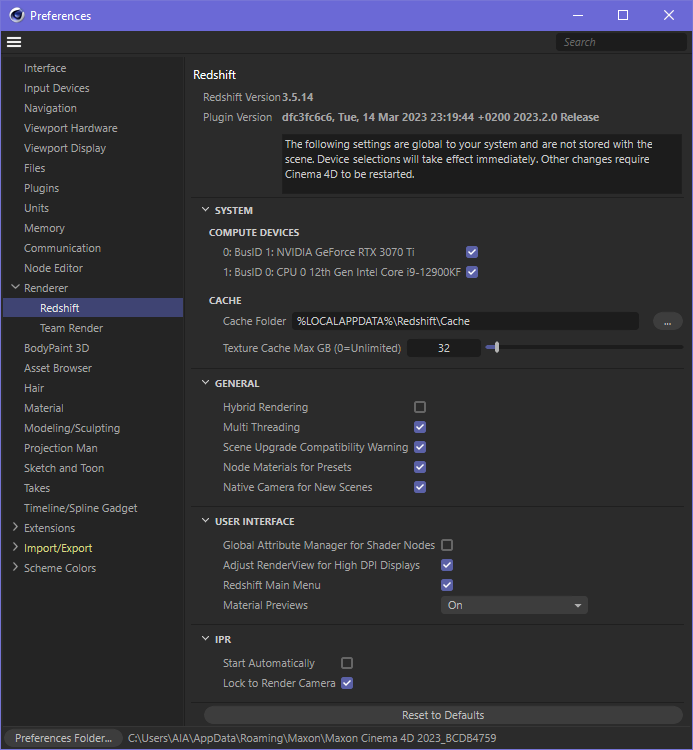 Preferences
Search
Interface
Input Devices
Navigation
Viewport Hardware
Viewport Display
Files
Plugins
Units
Memory
Communication
Node Editor
Renderer
Redshift
Team Render
BodyPaint 3D
Asset Browser
Hair
Material
Modeling/Sculpting
Projection Man
Sketch and Toon
Takes
Timeline/Spline Gadget
Extensions
Import/Export
Scheme Colors
Redshift
Redshift Version 3.5.14
Plugin Version dfc3fc6c6, Tue, 14 Mar 2023 23:19:44 +0200 2023.2.0 Release
The following settings are global to your system and are not stored with the
scene. Device selections will take effect immediately. Other changes require
Cinema 4D to be restarted.
SYSTEM
COMPUTE DEVICES
0: BusID 1: NVIDIA GeForce RTX 3070 Ti
1: BusID 0: CPU 0 12th Gen Intel Core i9-12900KF
CACHE
Cache Folder %LOCALAPPDATA%\Redshift\Cache ...
Texture Cache Max GB (0=Unlimited) 32
GENERAL
Hybrid Rendering
Multi Threading
Scene Upgrade Compatibility Warning
Node Materials for Presets
Native Camera for New Scenes
USER INTERFACE
Global Attribute Manager for Shader Nodes
Adjust RenderView for High DPI Displays
Redshift Main Menu
Material Previews On
IPR
Start Automatically
Lock to Render Camera
Reset to Defaults
Preferences Folder... C:\Users\AIA\AppData\Roaming\Maxon\Maxon Cinema 4D 2023_BCDB4759